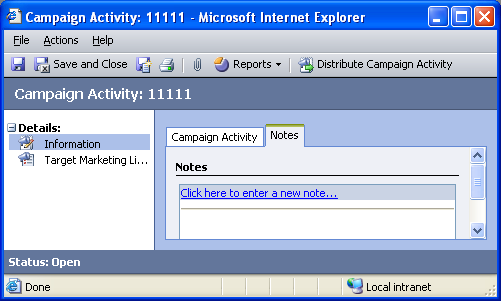 Campaign Activity: 11111 - Microsoft Internet Explorer
File Actions Help
Save and Close Reports Distribute Campaign Activity
Campaign Activity: 11111
Details:
Information
Target Marketing Li...
Campaign Activity Notes
Notes
Click here to enter a new note...
Status: Open
Done Local intranet